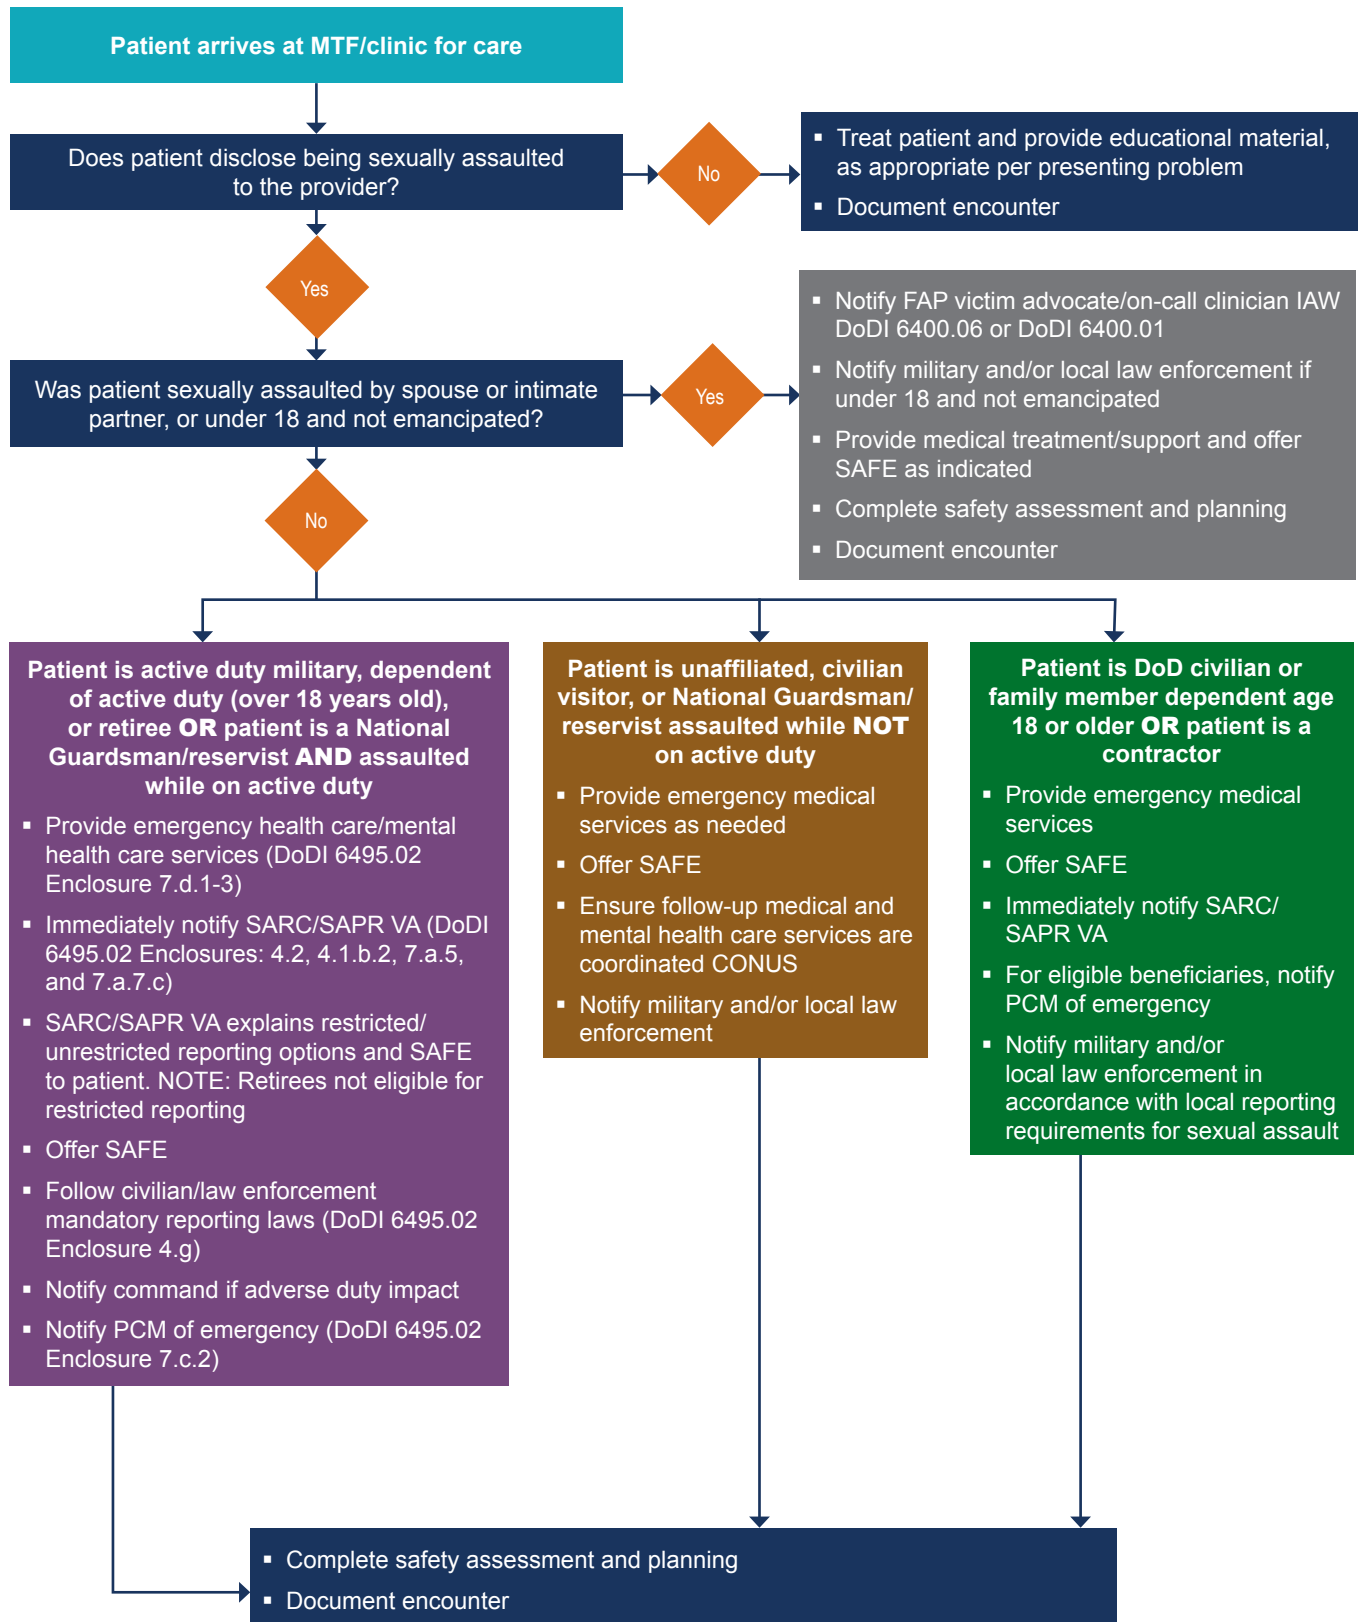 Patient arrives at MTF/clinic for care
Does patient disclose being sexually assaulted
to the provider?
No
▪ Treat patient and provide educational material,
as appropriate per presenting problem
▪ Document encounter
Yes
Was patient sexually assaulted by spouse or intimate
partner, or under 18 and not emancipated?
Yes
▪ Notify FAP victim advocate/on-call clinician IAW
DoDI 6400.06 or DoDI 6400.01
▪ Notify military and/or local law enforcement if
under 18 and not emancipated
▪ Provide medical treatment/support and offer
SAFE as indicated
▪ Complete safety assessment and planning
▪ Document encounter
No
Patient is active duty military, dependent
of active duty (over 18 years old),
or retiree OR patient is a National
Guardsman/reservist AND assaulted
while on active duty
▪ Provide emergency health care/mental
health care services (DoDI 6495.02
Enclosure 7.d.1-3)
▪ Immediately notify SARC/SAPR VA (DoDI
6495.02 Enclosures: 4.2, 4.1.b.2, 7.a.5,
and 7.a.7.c)
▪ SARC/SAPR VA explains restricted/
unrestricted reporting options and SAFE
to patient. NOTE: Retirees not eligible for
restricted reporting
▪ Offer SAFE
▪ Follow civilian/law enforcement
mandatory reporting laws (DoDI 6495.02
Enclosure 4.g)
▪ Notify command if adverse duty impact
▪ Notify PCM of emergency (DoDI 6495.02
Enclosure 7.c.2)
Patient is unaffiliated, civilian
visitor, or National Guardsman/
reservist assaulted while NOT
on active duty
▪ Provide emergency medical
services as needed
▪ Offer SAFE
▪ Ensure follow-up medical and
mental health care services are
coordinated CONUS
▪ Notify military and/or local law
enforcement
Patient is DoD civilian or
family member dependent age
18 or older OR patient is a
contractor
▪ Provide emergency medical
services
▪ Offer SAFE
▪ Immediately notify SARC/
SAPR VA
▪ For eligible beneficiaries, notify
PCM of emergency
▪ Notify military and/or
local law enforcement in
accordance with local reporting
requirements for sexual assault
▪ Complete safety assessment and planning
▪ Document encounter